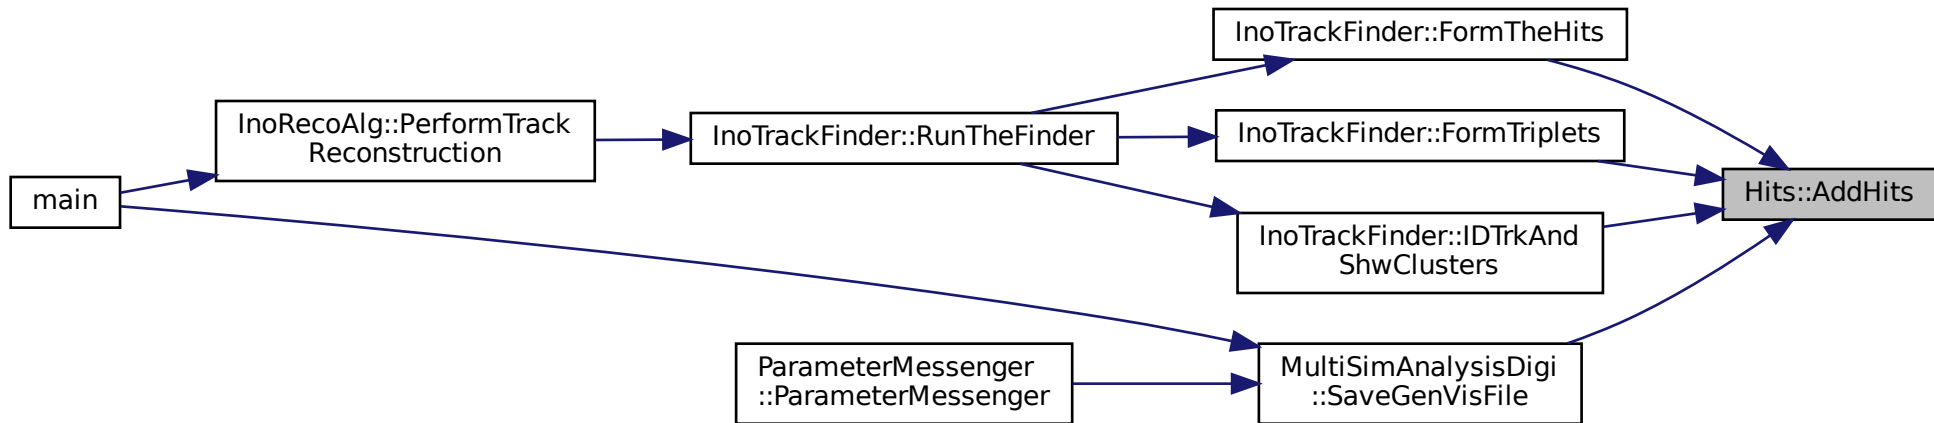 InoTrackFinder::FormTheHits
InoRecoAlg::PerformTrack
Reconstruction
InoTrackFinder::RunTheFinder
InoTrackFinder::FormTriplets
main
Hits::AddHits
InoTrackFinder::IDTrkAnd
ShwClusters
ParameterMessenger
::ParameterMessenger
MultiSimAnalysisDigi
::SaveGenVisFile